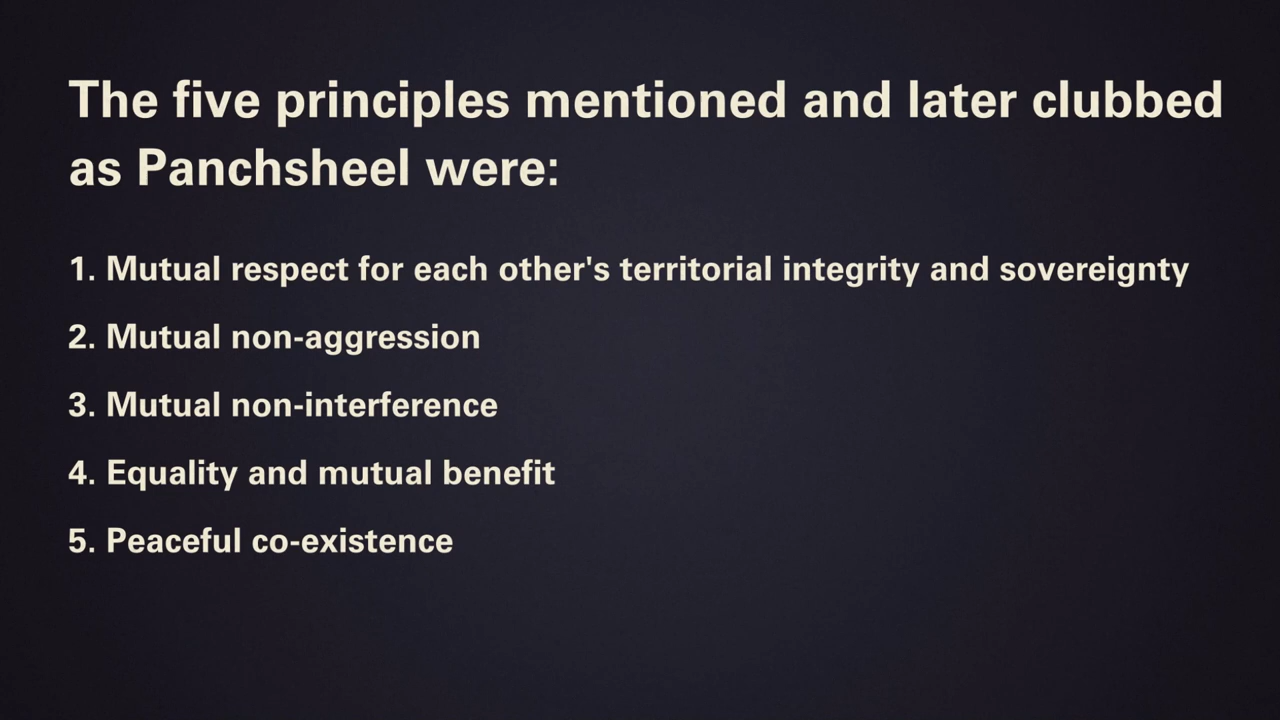 The five principles mentioned and later clubbed
as Panchsheel were:
1. Mutual respect for each other's territorial integrity and sovereignty
2. Mutual non-aggression
3. Mutual non-interference
4. Equality and mutual benefit
5. Peaceful co-existence